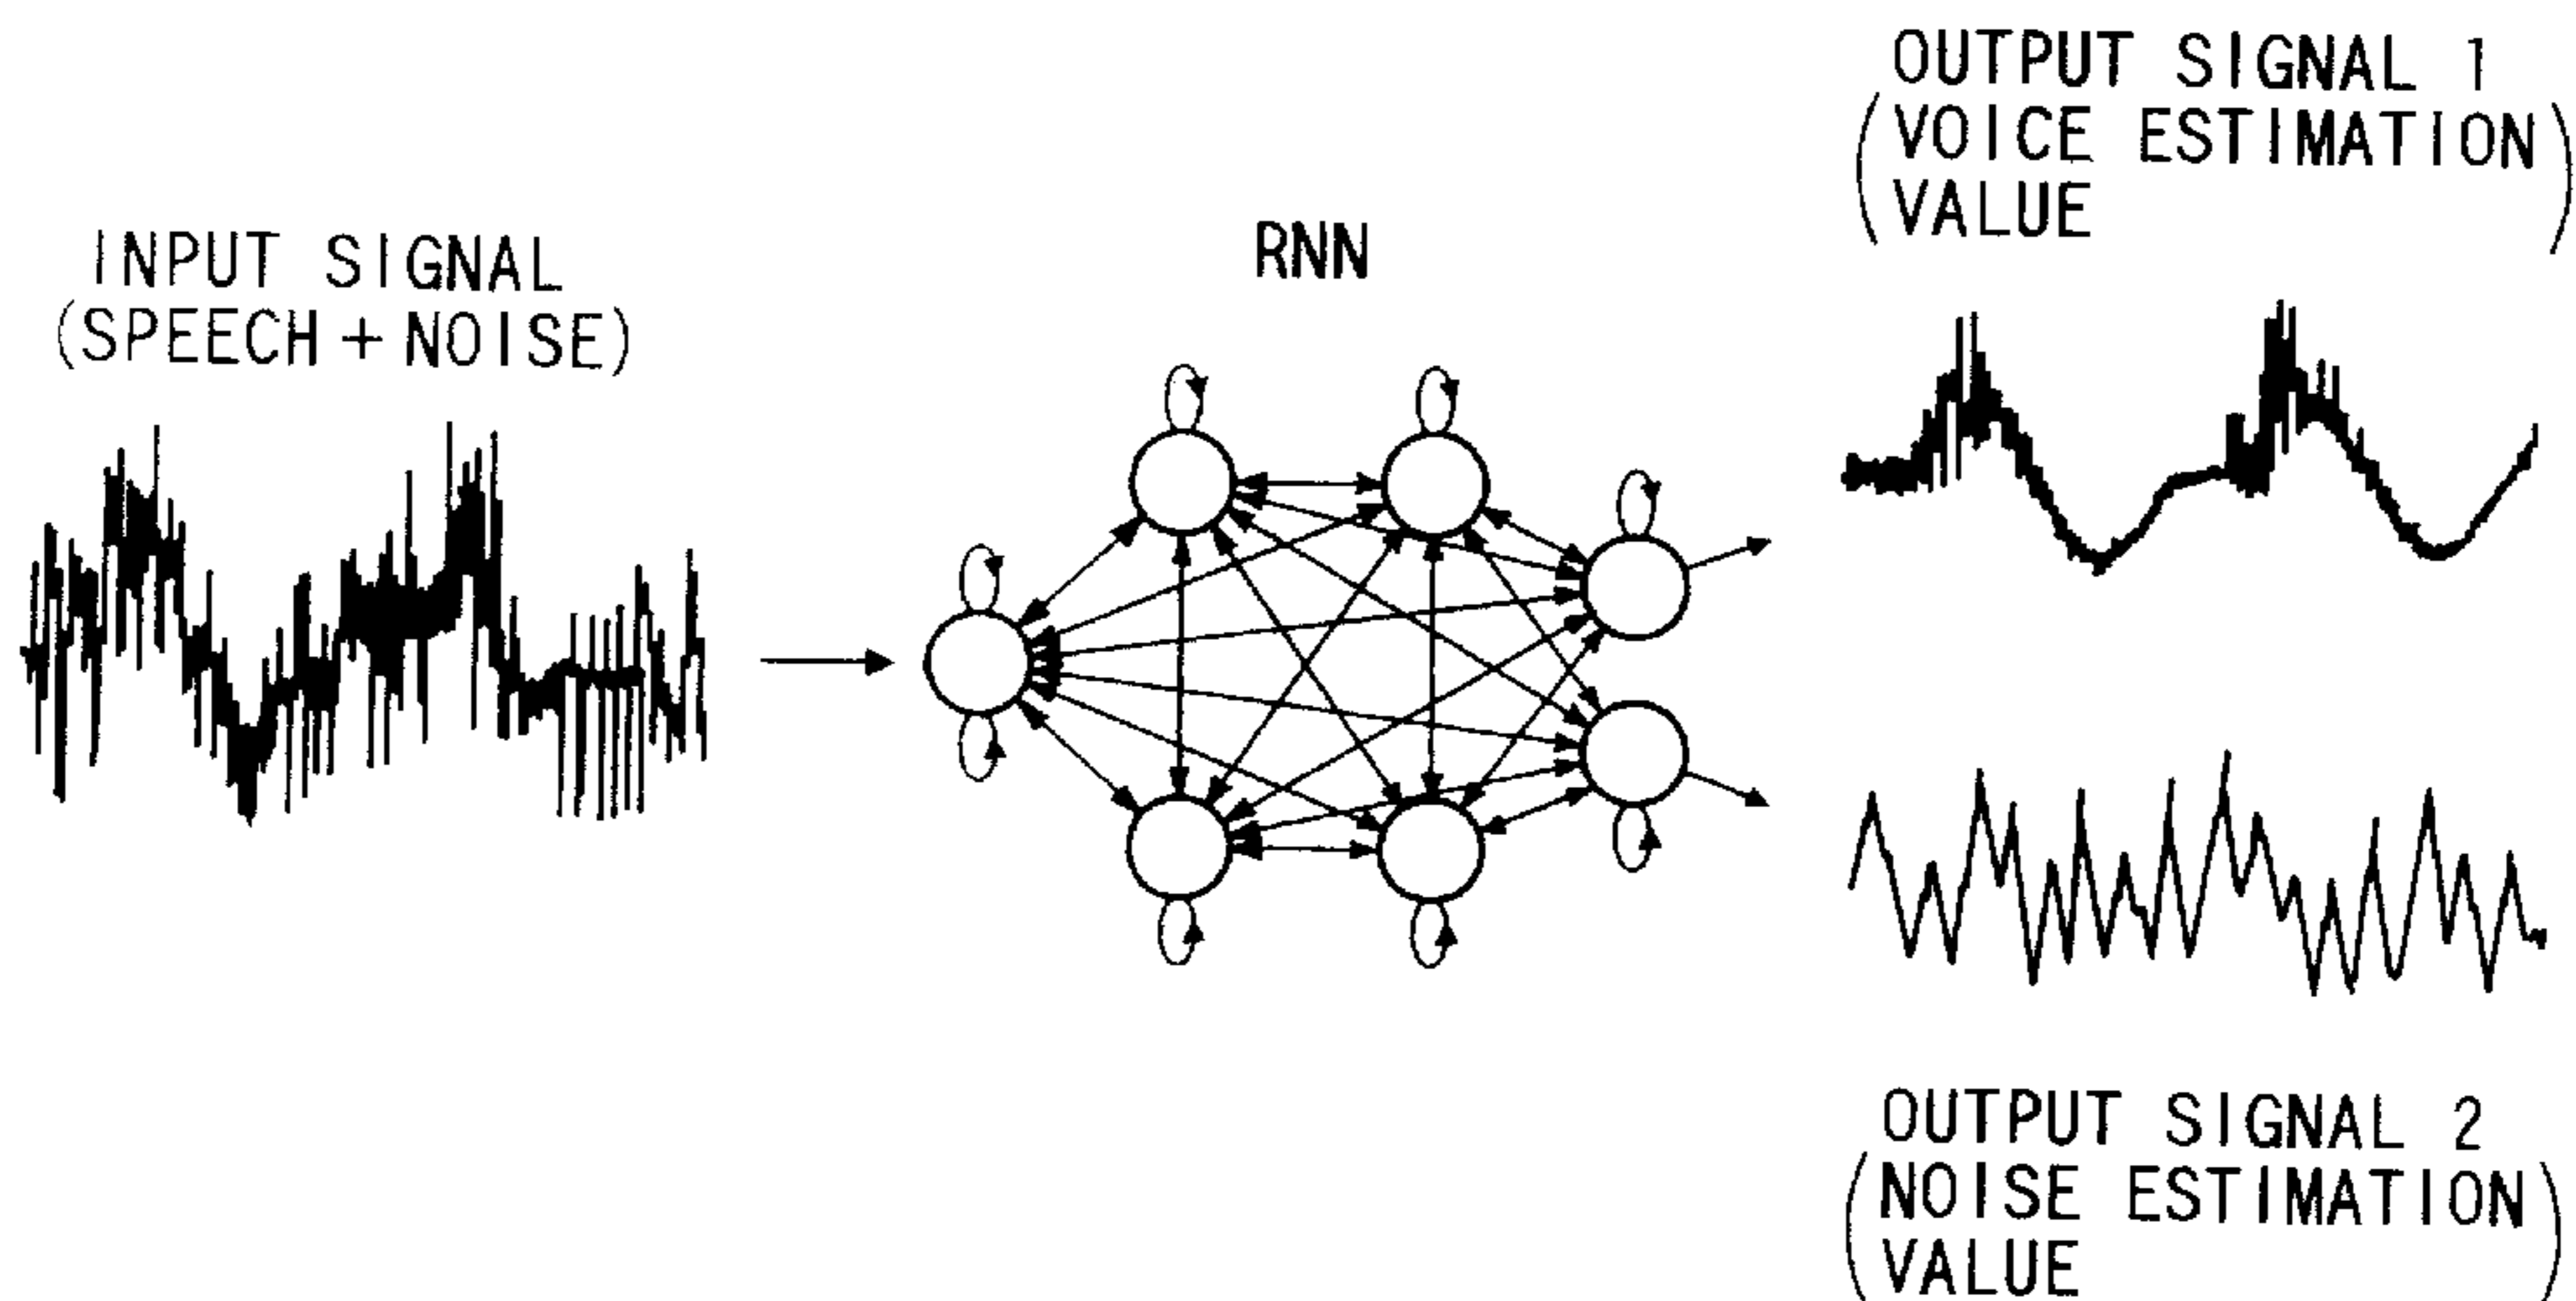 INPUT SIGNAL
(SPEECH + NOISE)
RNN
OUTPUT SIGNAL 1
(VOICE ESTIMATION
VALUE)
OUTPUT SIGNAL 2
(NOISE ESTIMATION
VALUE)